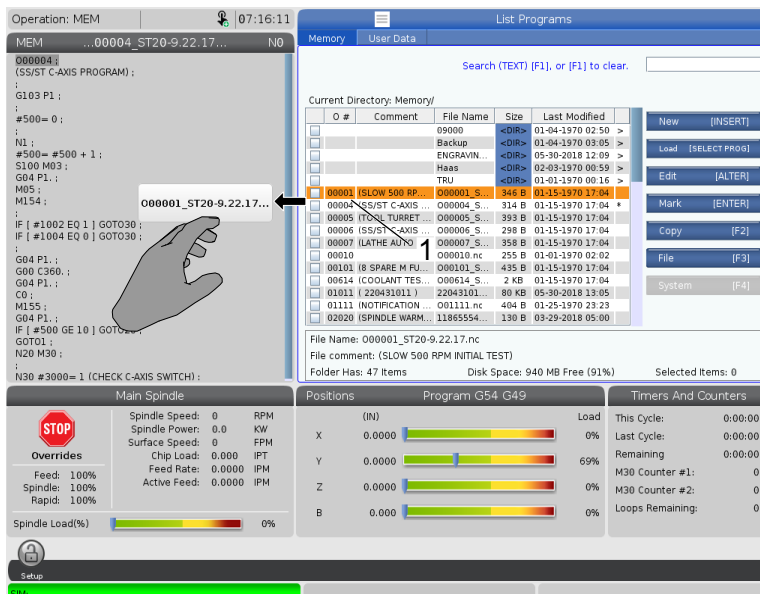 Operation: MEM
07:16:11
MEM ...00004_ST20-9.22.17... N0
O00004 ;
(SS/ST C-AXIS PROGRAM) ;
;
G103 P1 ;
;
#500= 0 ;
;
N1 ;
#500= #500 + 1 ;
S100 M03 ;
G04 P1. ;
M05 ;
M154 ;
;
IF [ #1002 EQ 1 ] GOTO30 ;
IF [ #1004 EQ 0 ] GOTO30 ;
;
G04 P1. ;
G00 C360. ;
G04 P1. ;
C0 ;
M155 ;
G04 P1. ;
IF [ #500 GE 10 ] GOTO20 ;
GOTO1 ;
N20 M30 ;
;
N30 #3000= 1 (CHECK C-AXIS SWITCH) ;
O00001_ST20-9.22.17...
1
List Programs
Memory User Data
Search (TEXT) [F1], or [F1] to clear.
Current Directory: Memory/
O # Comment File Name Size Last Modified
09000 <DIR> 01-04-1970 02:50 >
Backup <DIR> 01-04-1970 03:05 >
ENGRAVIN... <DIR> 05-30-2018 12:09 >
Haas <DIR> 02-03-1970 00:59 >
TRU <DIR> 01-01-1970 00:16 >
00001 (SLOW 500 RP... O00001_S... 346 B 01-15-1970 17:04
00004 (SS/ST C-AXIS ... O00004_S... 314 B 01-15-1970 17:04 *
00005 (TOOL TURRET ... O00005_S... 393 B 01-15-1970 17:04
00006 (SS/ST C-AXIS ... O00006_S... 298 B 01-15-1970 17:04
00007 (LATHE AUTO O00007_S... 358 B 01-15-1970 17:04
00010 O00010.nc 255 B 01-01-1970 02:02
00101 (8 SPARE M FU... O00101_S... 435 B 01-15-1970 17:04
00614 (COOLANT TES... O00614_S... 2 KB 01-15-1970 17:04
01011 ( 220431011 ) 22043101... 80 KB 05-30-2018 13:05
01111 (NOTIFICATION ... O01111.nc 404 B 01-25-1970 23:23
02020 (SPINDLE WARM... 11865554... 130 B 03-29-2018 05:00
New [INSERT]
Load [SELECT PROG]
Edit [ALTER]
Mark [ENTER]
Copy [F2]
File [F3]
System [F4]
File Name: O00001_ST20-9.22.17.nc
File comment: (SLOW 500 RPM INITIAL TEST)
Folder Has: 47 Items Disk Space: 940 MB Free (91%) Selected Items: 0
Main Spindle
STOP
Overrides
Feed: 100%
Spindle: 100%
Rapid: 100%
Spindle Speed: 0 RPM
Spindle Power: 0.0 KW
Surface Speed: 0 FPM
Chip Load: 0.000 IPT
Feed Rate: 0.0000 IPM
Active Feed: 0.0000 IPM
Spindle Load(%) 0%
Positions Program G54 G49
(IN) Load
X 0.0000 0%
Y 0.0000 69%
Z 0.0000 0%
B 0.000 0%
Timers And Counters
This Cycle: 0:00:00
Last Cycle: 0:00:00
Remaining 0:00:00
M30 Counter #1: 0
M30 Counter #2: 0
Loops Remaining: 0
Setup
SIM: